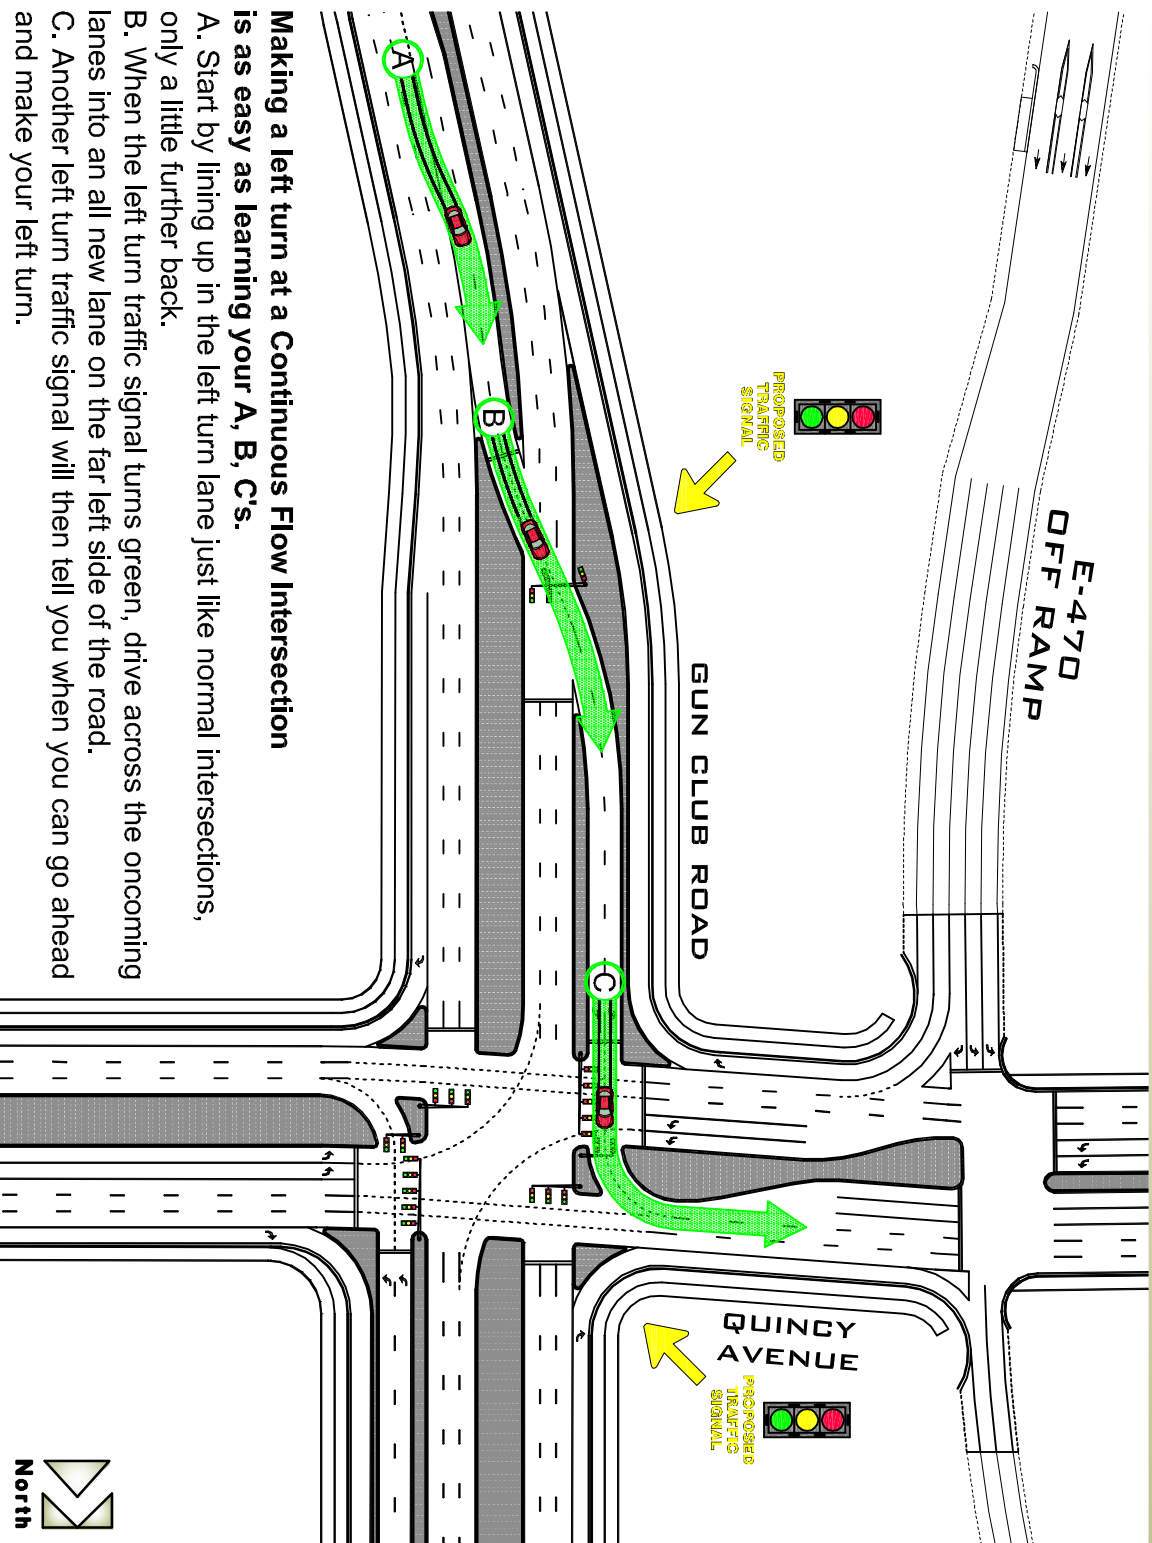 Making a left turn at a Continuous Flow Intersection
is as easy as learning your A, B, C's.
A. Start by lining up in the left turn lane just like normal intersections,
only a little further back.
B. When the left turn traffic signal turns green, drive across the oncoming
lanes into an all new lane on the far left side of the road.
C. Another left turn traffic signal will then tell you when you can go ahead
and make your left turn.
A
B
C
E-470
OFF RAMP
GUN CLUB ROAD
PROPOSED
TRAFFIC
SIGNAL
QUINCY
AVENUE
PROPOSED
TRAFFIC
SIGNAL
North